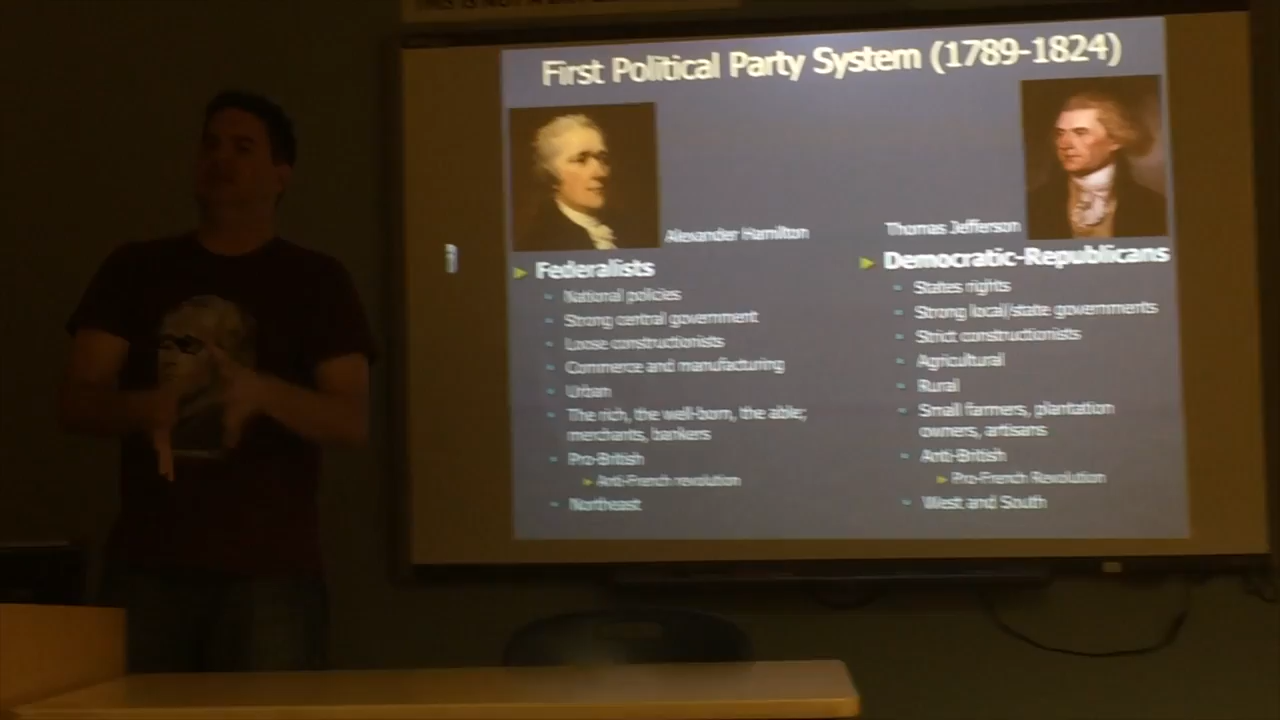 First Political Party System (1789-1824)
Alexander Hamilton
Thomas Jefferson
Federalists
National policies
Strong central government
Loose constructionists
Commerce and manufacturing
Urban
The rich, the well-born, the able;
merchants, bankers
Pro-British
Anti-French revolution
Northeast
Democratic-Republicans
States rights
Strong local/state governments
Strict constructionists
Agricultural
Rural
Small farmers, plantation
owners, artisans
Anti-British
Pro-French Revolution
West and South